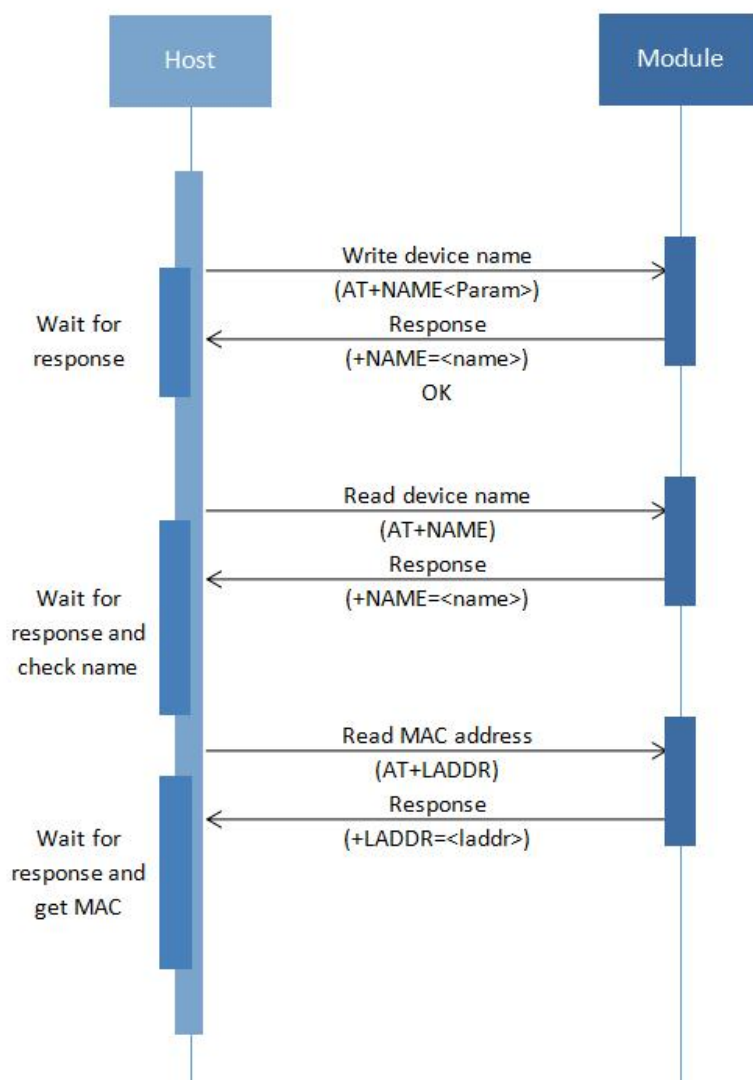 Host
Module
Write device name
(AT+NAME<Param>)
Wait for
response
Response
(+NAME=<name>)
OK
Read device name
(AT+NAME)
Response
(+NAME=<name>)
Wait for
response and
check name
Read MAC address
(AT+LADDR)
Response
(+LADDR=<laddr>)
Wait for
response and
get MAC